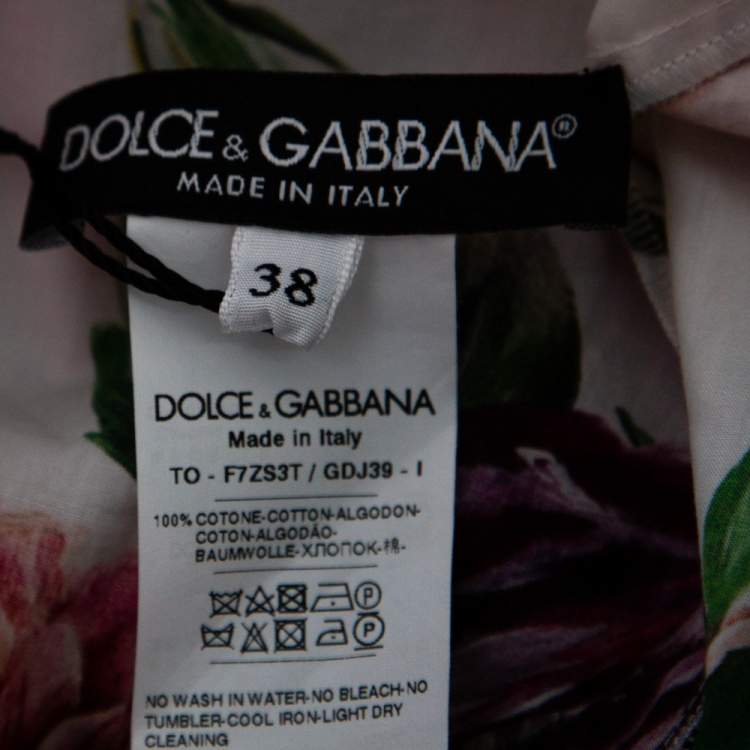 DOLCE & GABBANA®
MADE IN ITALY
38
DOLCE & GABBANA
Made in Italy
TO - F7ZS3T / GDJ39 - I
100% COTONE-COTTON-ALGODON-
COTON-ALGODÃO-
BAUMWOLLE-ХЛОПОК-棉-
P
P
NO WASH IN WATER-NO BLEACH-NO
TUMBLER-COOL IRON-LIGHT DRY
CLEANING